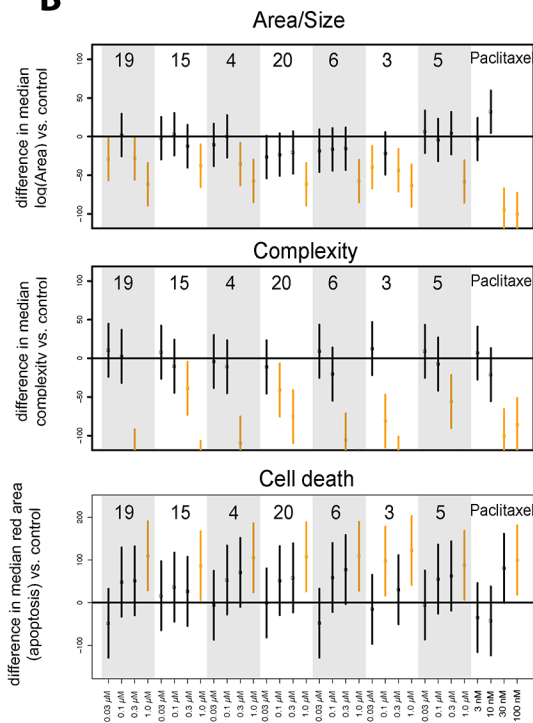 B
Area/Size
19 15 4 20 6 3 5 Paclitaxel
difference in median
log(Area) vs. control
100
50
0
-50
-100
Complexity
19 15 4 20 6 3 5 Paclitaxel
difference in median
complexity vs. control
100
50
0
-50
-100
Cell death
19 15 4 20 6 3 5 Paclitaxel
difference in median red area
(apoptosis) vs. control
200
100
0
-100
0.03 µM 0.1 µM 0.3 µM 1.0 µM 0.03 µM 0.1 µM 0.3 µM 1.0 µM 0.03 µM 0.1 µM 0.3 µM 1.0 µM 0.03 µM 0.1 µM 0.3 µM 1.0 µM 0.03 µM 0.1 µM 0.3 µM 1.0 µM 0.03 µM 0.1 µM 0.3 µM 1.0 µM 0.03 µM 0.1 µM 0.3 µM 1.0 µM 3 nM 10 nM 30 nM 100 nM